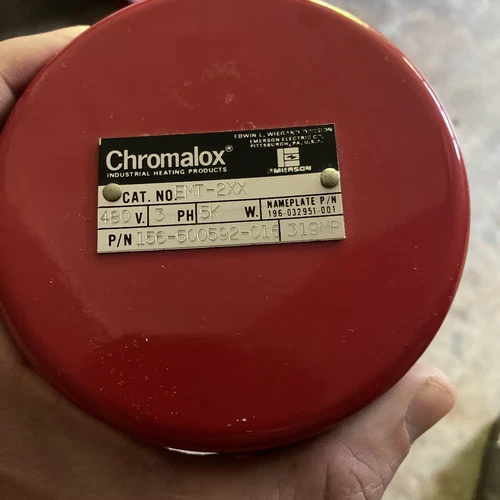 EDWIN L. WIEGAND DIVISION
EMERSON ELECTRIC CO.
PITTSBURGH, PA., U.S.A.
Chromalox®
INDUSTRIAL HEATING PRODUCTS
EMERSON
CAT. NO. EMT-2XX
480 V. 3 PH 5K W.
NAMEPLATE P/N
196-032951-001
P/N 156-500592-016 319MP